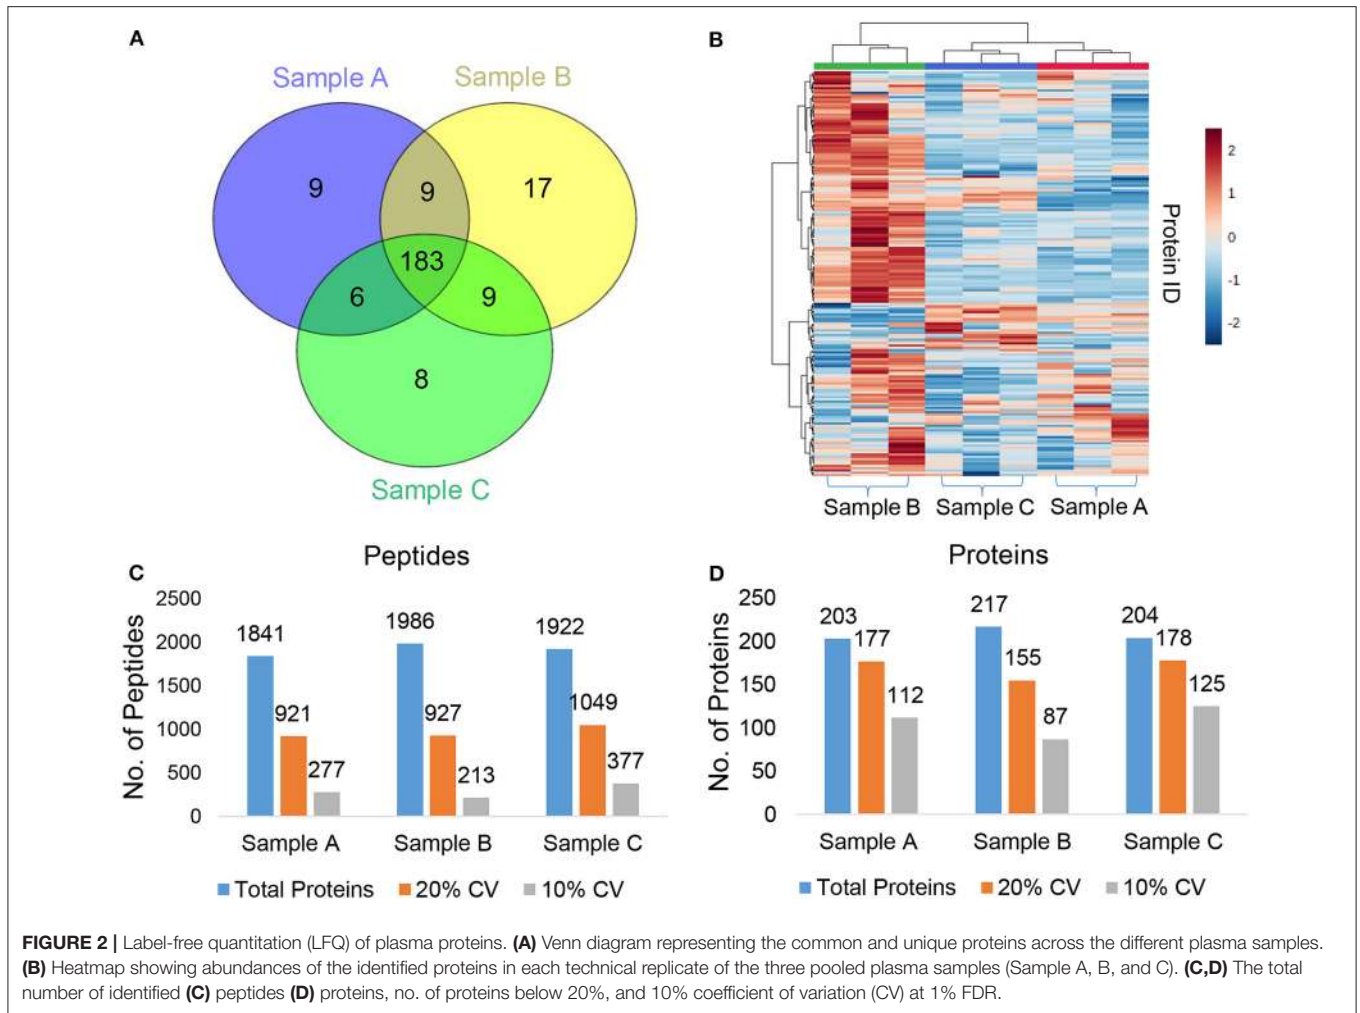 A
Sample A
Sample B
9
9
17
183
6
9
8
Sample C
B
2
1
0
-1
-2
Protein ID
Sample B
Sample C
Sample A
C
Peptides
No. of Peptides
2500
2000
1500
1000
500
0
1841
921
277
1986
927
213
1922
1049
377
Sample A
Sample B
Sample C
Total Proteins
20% CV
10% CV
D
Proteins
No. of Proteins
250
200
150
100
50
0
203
177
112
217
155
87
204
178
125
Sample A
Sample B
Sample C
Total Proteins
20% CV
10% CV
FIGURE 2 | Label-free quantitation (LFQ) of plasma proteins. (A) Venn diagram representing the common and unique proteins across the different plasma samples.
(B) Heatmap showing abundances of the identified proteins in each technical replicate of the three pooled plasma samples (Sample A, B, and C). (C,D) The total
number of identified (C) peptides (D) proteins, no. of proteins below 20%, and 10% coefficient of variation (CV) at 1% FDR.